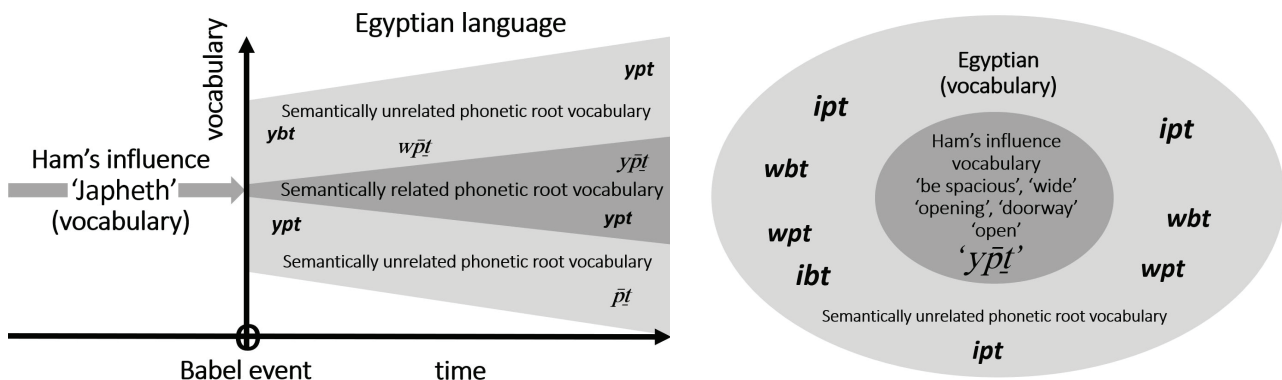 Egyptian language
vocabulary
ypt
Semantically unrelated phonetic root vocabulary
ybt
wp̄ṯ
yp̄ṯ
Ham’s influence
‘Japheth’
(vocabulary)
Semantically related phonetic root vocabulary
ypt
ypt
Semantically unrelated phonetic root vocabulary
p̄ṯ
Babel event
time
Egyptian
(vocabulary)
ipt
ipt
wbt
wbt
wpt
wpt
ibt
Ham’s influence
vocabulary
‘be spacious’, ‘wide’
‘opening’, ‘doorway’
‘open’
‘yp̄ṯ’
Semantically unrelated phonetic root vocabulary
ipt